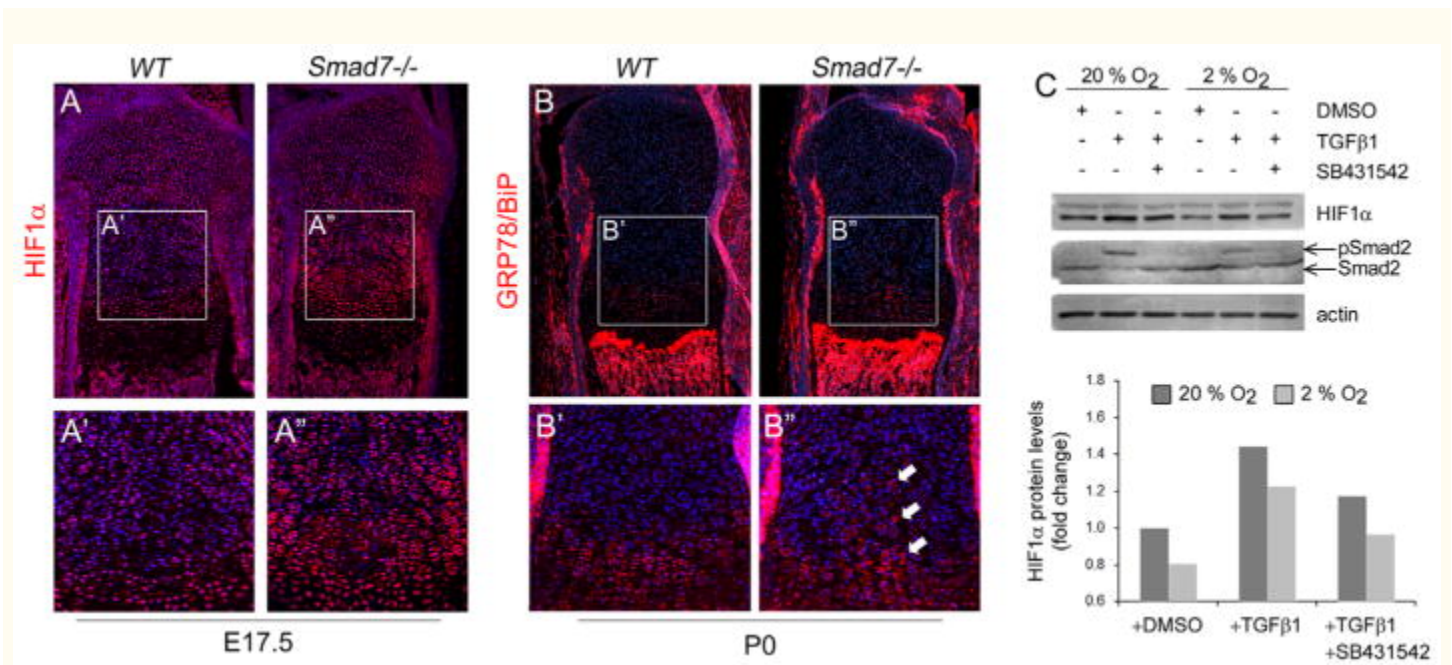 WT Smad7-/- WT Smad7-/-
A B
HIF1α
A' A”
GRP78/BiP
B' B”
A' A” B' B”
E17.5 P0
C 20 % O2 2 % O2
+ - - + - - DMSO
- + + - + + TGFβ1
- - + - - + SB431542
HIF1α
pSmad2
Smad2
actin
HIF1α protein levels
(fold change)
1.8
1.6
1.4
1.2
1.0
0.8
0.6
20 % O2 2 % O2
+DMSO +TGFβ1 +TGFβ1
+SB431542